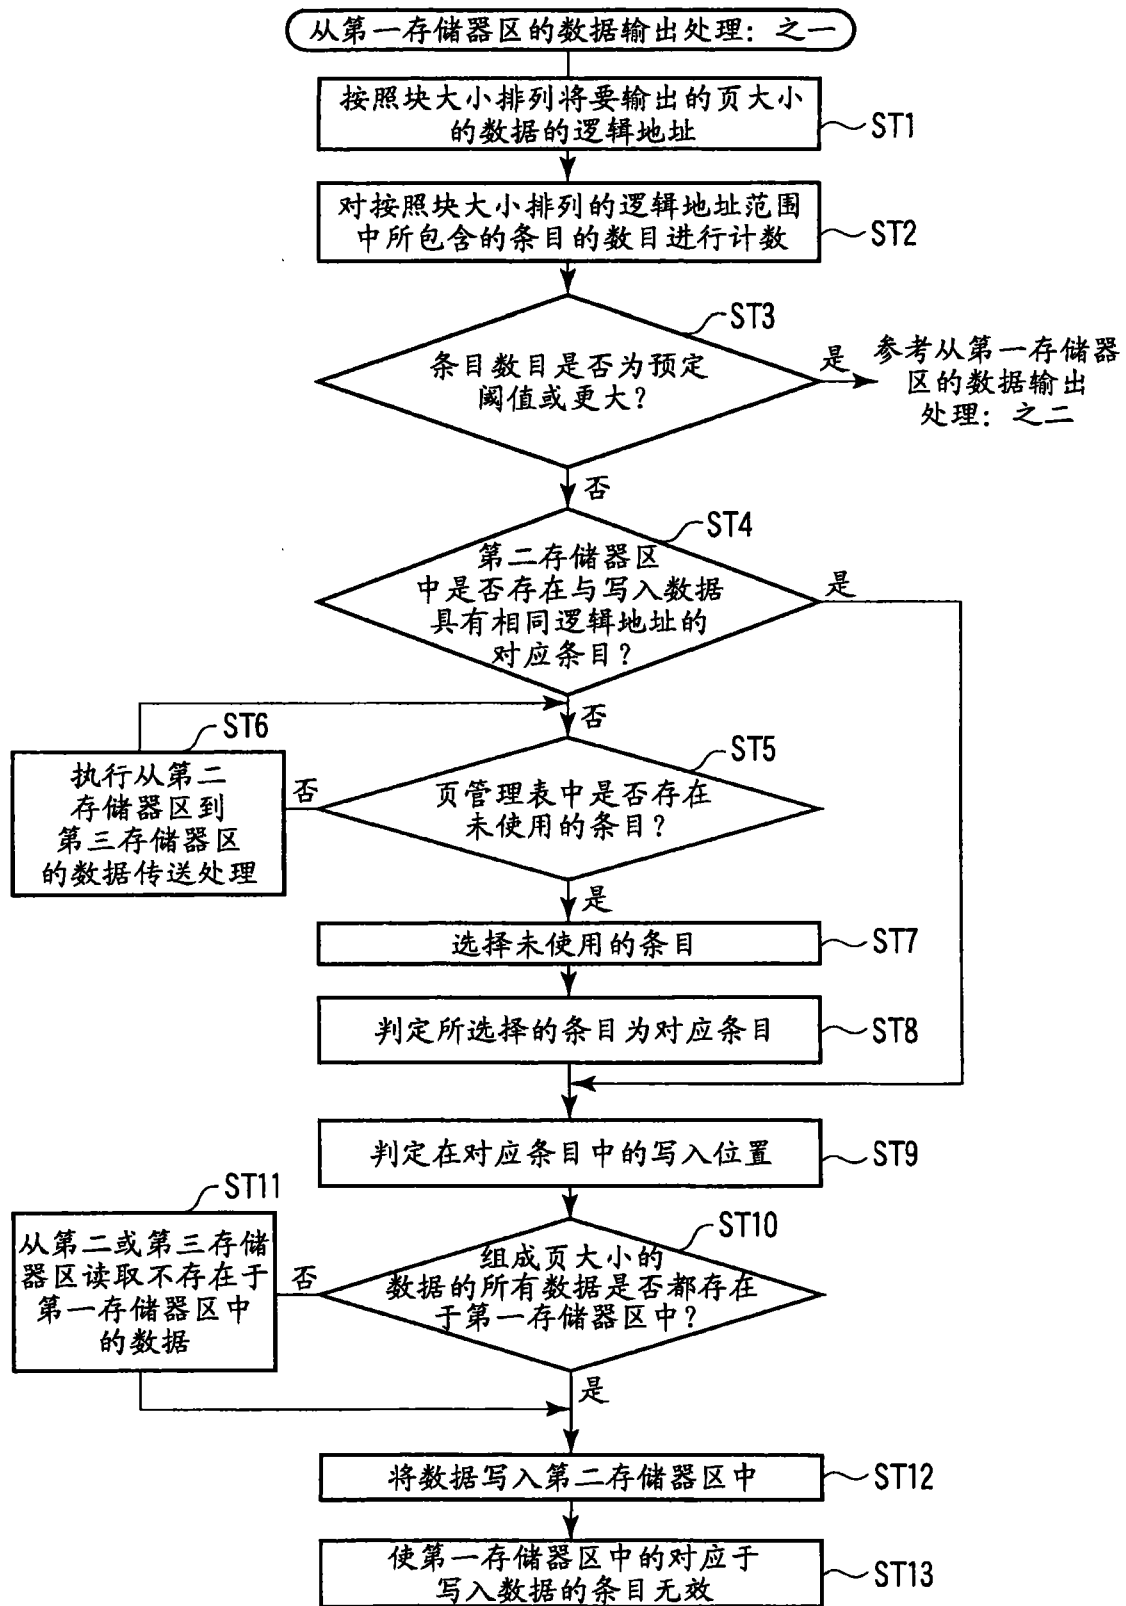 从第一存储器区的数据输出处理：之一
按照块大小排列将要输出的页大小
的数据的逻辑地址
ST1
对按照块大小排列的逻辑地址范围
中所包含的条目的数目进行计数
ST2
ST3
条目数目是否为预定
阈值或更大？
是
参考从第一存储器
区的数据输出
处理：之二
否
ST4
第二存储器区
中是否存在与写入数据
具有相同逻辑地址的
对应条目？
是
否
ST6
执行从第二
存储器区到
第三存储器区
的数据传送处理
否
ST5
页管理表中是否存在
未使用的条目？
是
选择未使用的条目
ST7
判定所选择的条目为对应条目
ST8
判定在对应条目中的写入位置
ST9
ST11
从第二或第三存储
器区读取不存在于
第一存储器区中
的数据
否
ST10
组成页大小的
数据的所有数据是否都存在
于第一存储器区中？
是
将数据写入第二存储器区中
ST12
使第一存储器区中的对应于
写入数据的条目无效
ST13